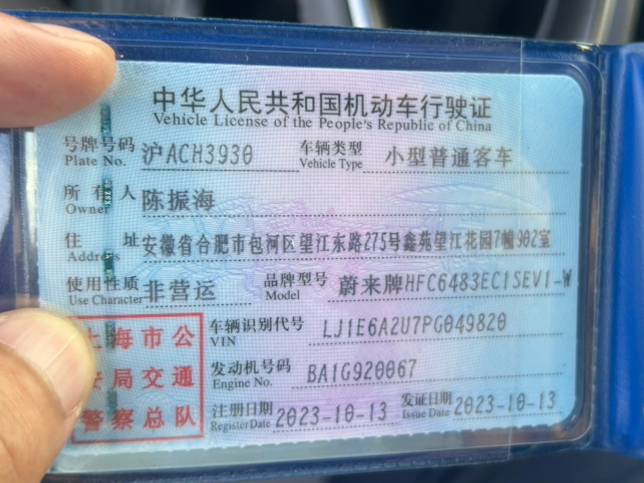 中华人民共和国机动车行驶证
Vehicle License of the People's Republic of China
号牌号码 沪ACH3930 车辆类型 小型普通客车
Plate No. Vehicle Type
所有人 陈振海
Owner
住址 安徽省合肥市包河区望江东路275号鑫苑望江花园7幢902室
Address
使用性质 非营运 品牌型号 蔚来牌HFC6483ECISEV1-W
Use Character Model
上海市公 车辆识别代号 LJ1E6A2U7PG049820
VIN
安局交通 发动机号码 BA1G920067
Engine No.
警察总队 注册日期 2023-10-13 发证日期 2023-10-13
Register Date Issue Date